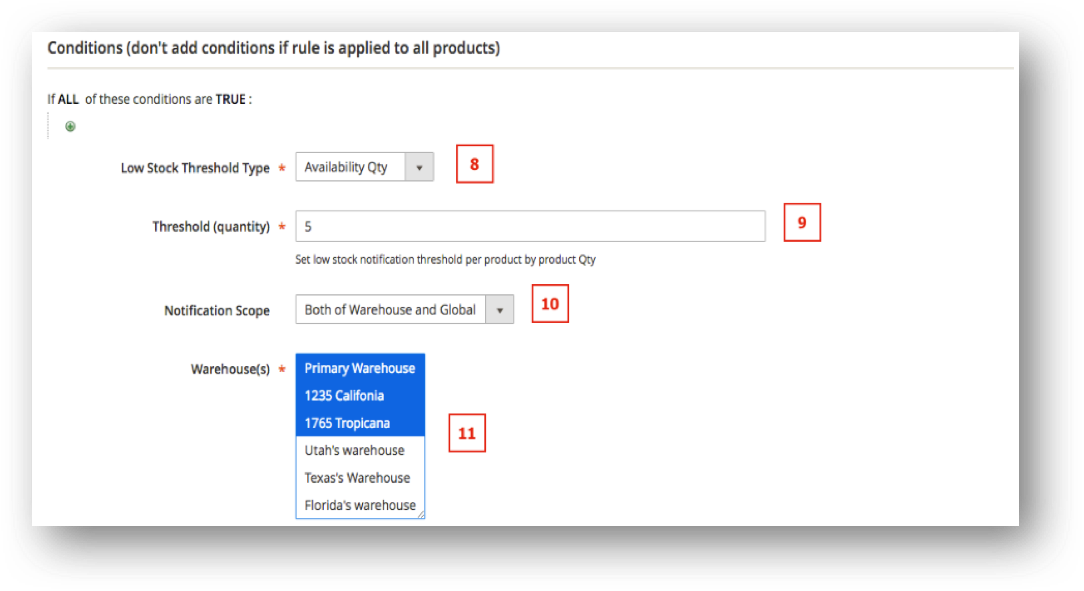 Conditions (don't add conditions if rule is applied to all products)
If ALL of these conditions are TRUE :
Low Stock Threshold Type * Availability Qty 8
Threshold (quantity) * 5 9
Set low stock notification threshold per product by product Qty
Notification Scope Both of Warehouse and Global 10
Warehouse(s) * Primary Warehouse
1235 Califonia
1765 Tropicana
11
Utah's warehouse
Texas's Warehouse
Florida's warehouse